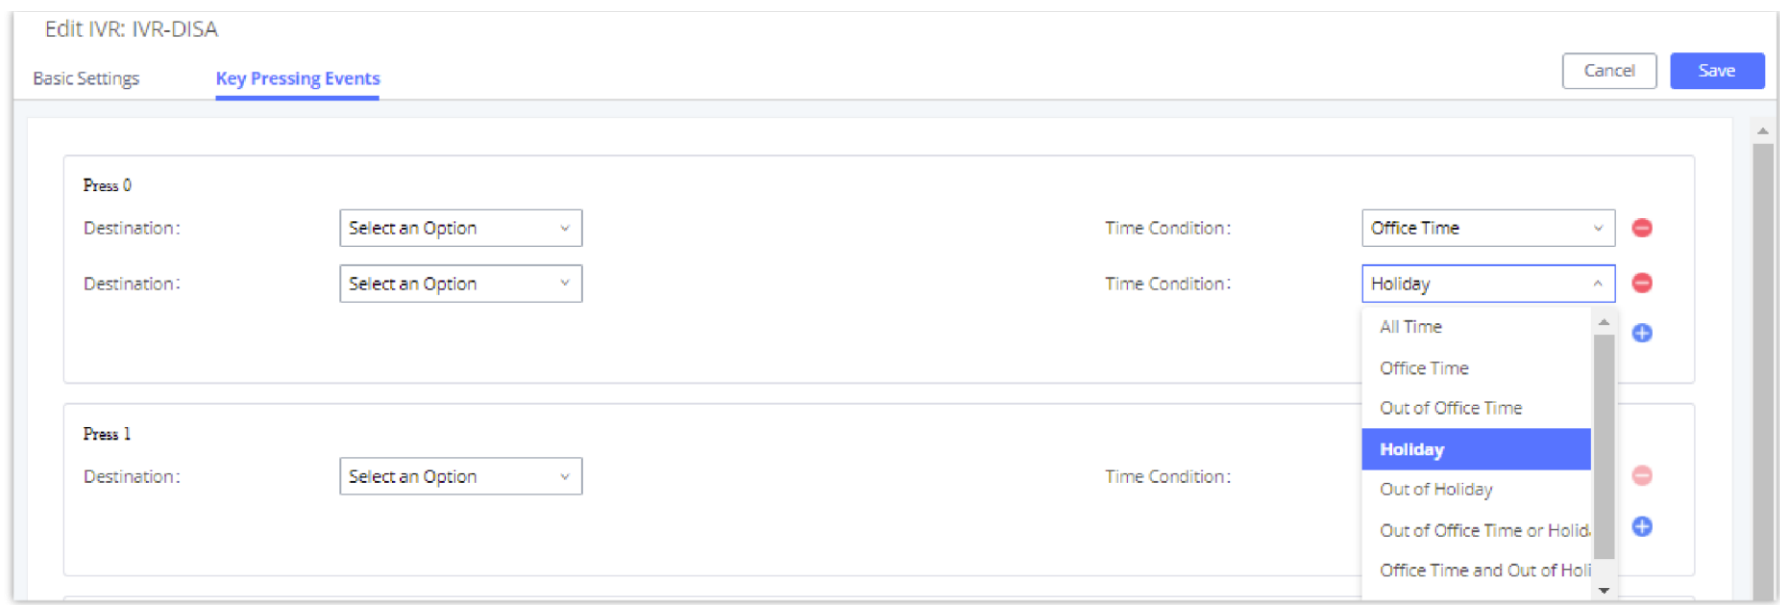 Edit IVR: IVR-DISA
Basic Settings
Key Pressing Events
Cancel
Save
Press 0
Destination:
Select an Option
Time Condition:
Office Time
Destination:
Select an Option
Time Condition:
Holiday
All Time
Office Time
Out of Office Time
Holiday
Out of Holiday
Out of Office Time or Holid
Office Time and Out of Holi
Press 1
Destination:
Select an Option
Time Condition: